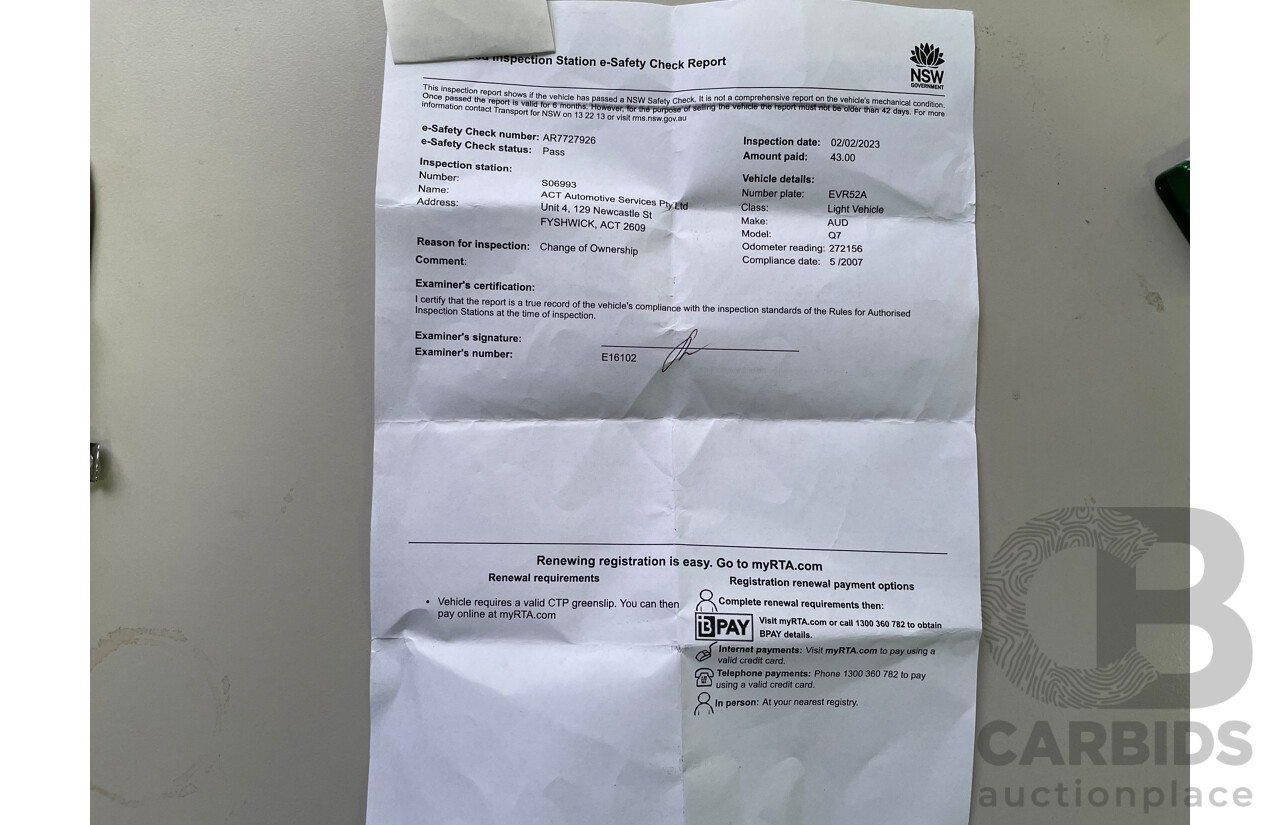 Inspection Station e-Safety Check Report
NSW
GOVERNMENT
This inspection report shows if the vehicle has passed a NSW Safety Check. It is not a comprehensive report on the vehicle's mechanical condition.
Once passed the report is valid for 6 months. However, for the purpose of selling the vehicle the report must not be older than 42 days. For more
information contact Transport for NSW on 13 22 13 or visit rms.nsw.gov.au
e-Safety Check number: AR7727926
e-Safety Check status: Pass
Inspection station:
Number: S06993
Name: ACT Automotive Services Pty Ltd
Address: Unit 4, 129 Newcastle St
FYSHWICK, ACT 2609
Reason for inspection: Change of Ownership
Comment:
Inspection date: 02/02/2023
Amount paid: 43.00
Vehicle details:
Number plate: EVR52A
Class: Light Vehicle
Make: AUD
Model: Q7
Odometer reading: 272156
Compliance date: 5 /2007
Examiner's certification:
I certify that the report is a true record of the vehicle's compliance with the inspection standards of the Rules for Authorised
Inspection Stations at the time of inspection.
Examiner's signature:
Examiner's number: E16102
Renewing registration is easy. Go to myRTA.com
Renewal requirements
• Vehicle requires a valid CTP greenslip. You can then
pay online at myRTA.com
Registration renewal payment options
Complete renewal requirements then:
BPAY
Visit myRTA.com or call 1300 360 782 to obtain
BPAY details.
Internet payments: Visit myRTA.com to pay using a
valid credit card.
Telephone payments: Phone 1300 360 782 to pay
using a valid credit card.
In person: At your nearest registry.
CARBIDS
auctionplace